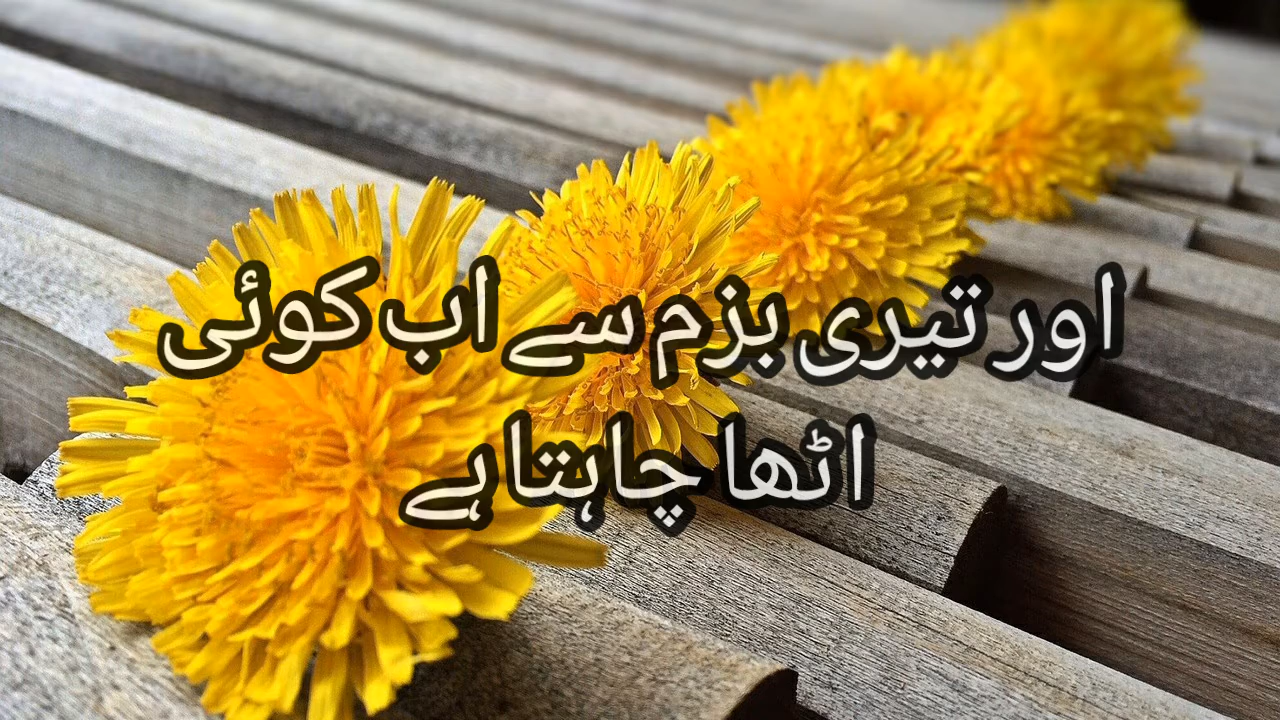 اور تیری بزم سے اب کوئی
اٹھا چاہتا ہے